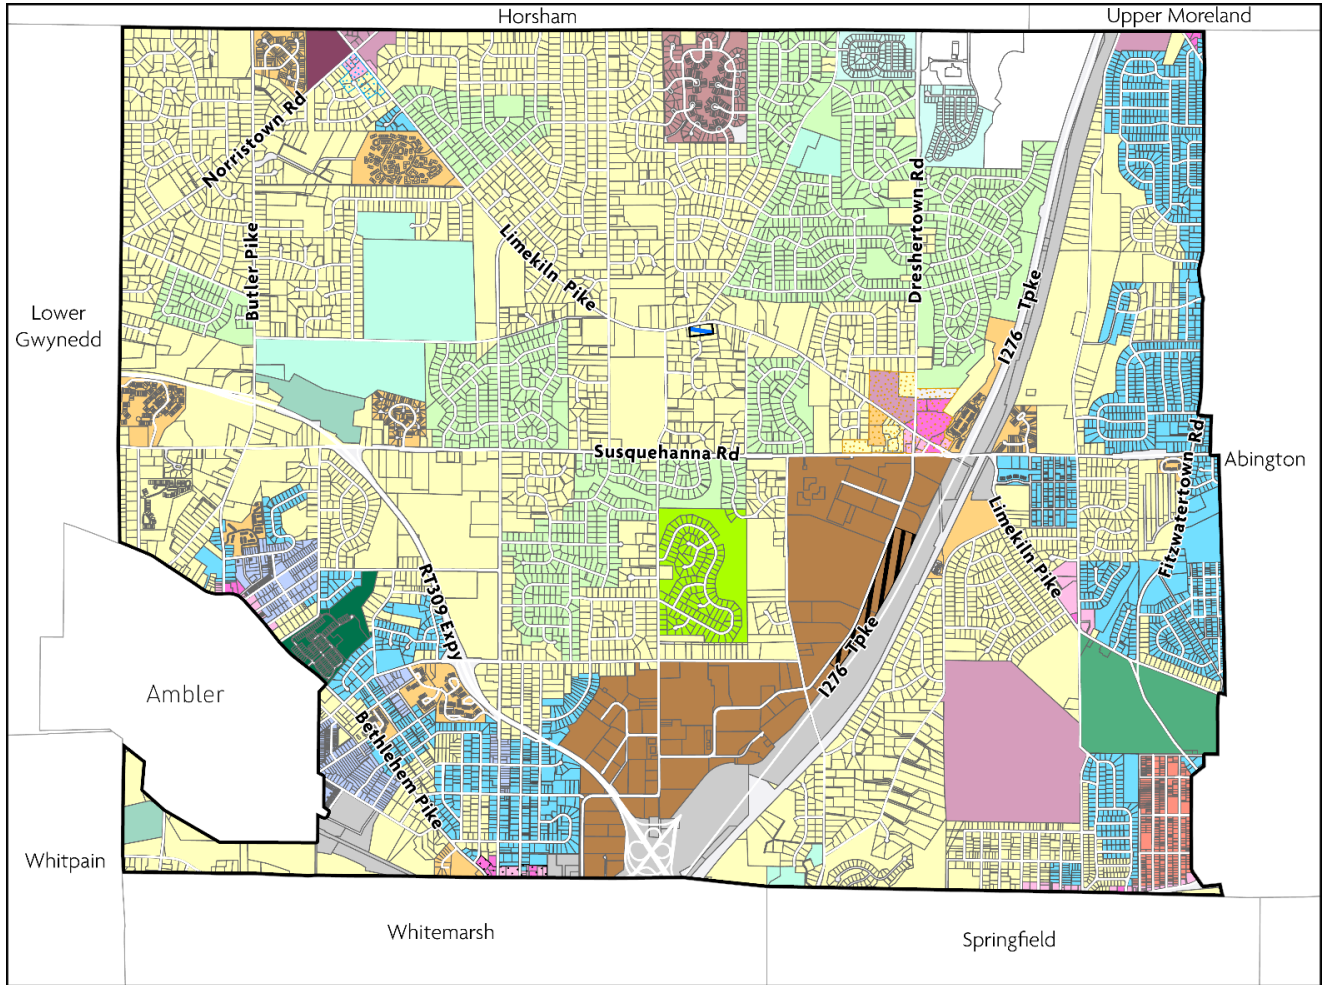 Horsham
Upper Moreland
Norristown Rd
Butler Pike
Limekiln Pike
Dreshertown Rd
I276 Tpke
Lower
Gwynedd
Susquehanna Rd
Fitzwatertown Rd
Abington
Limekiln Pike
RT309 Expy
I276 Tpke
Ambler
Bethlehem Pike
Whitpain
Whitemarsh
Springfield